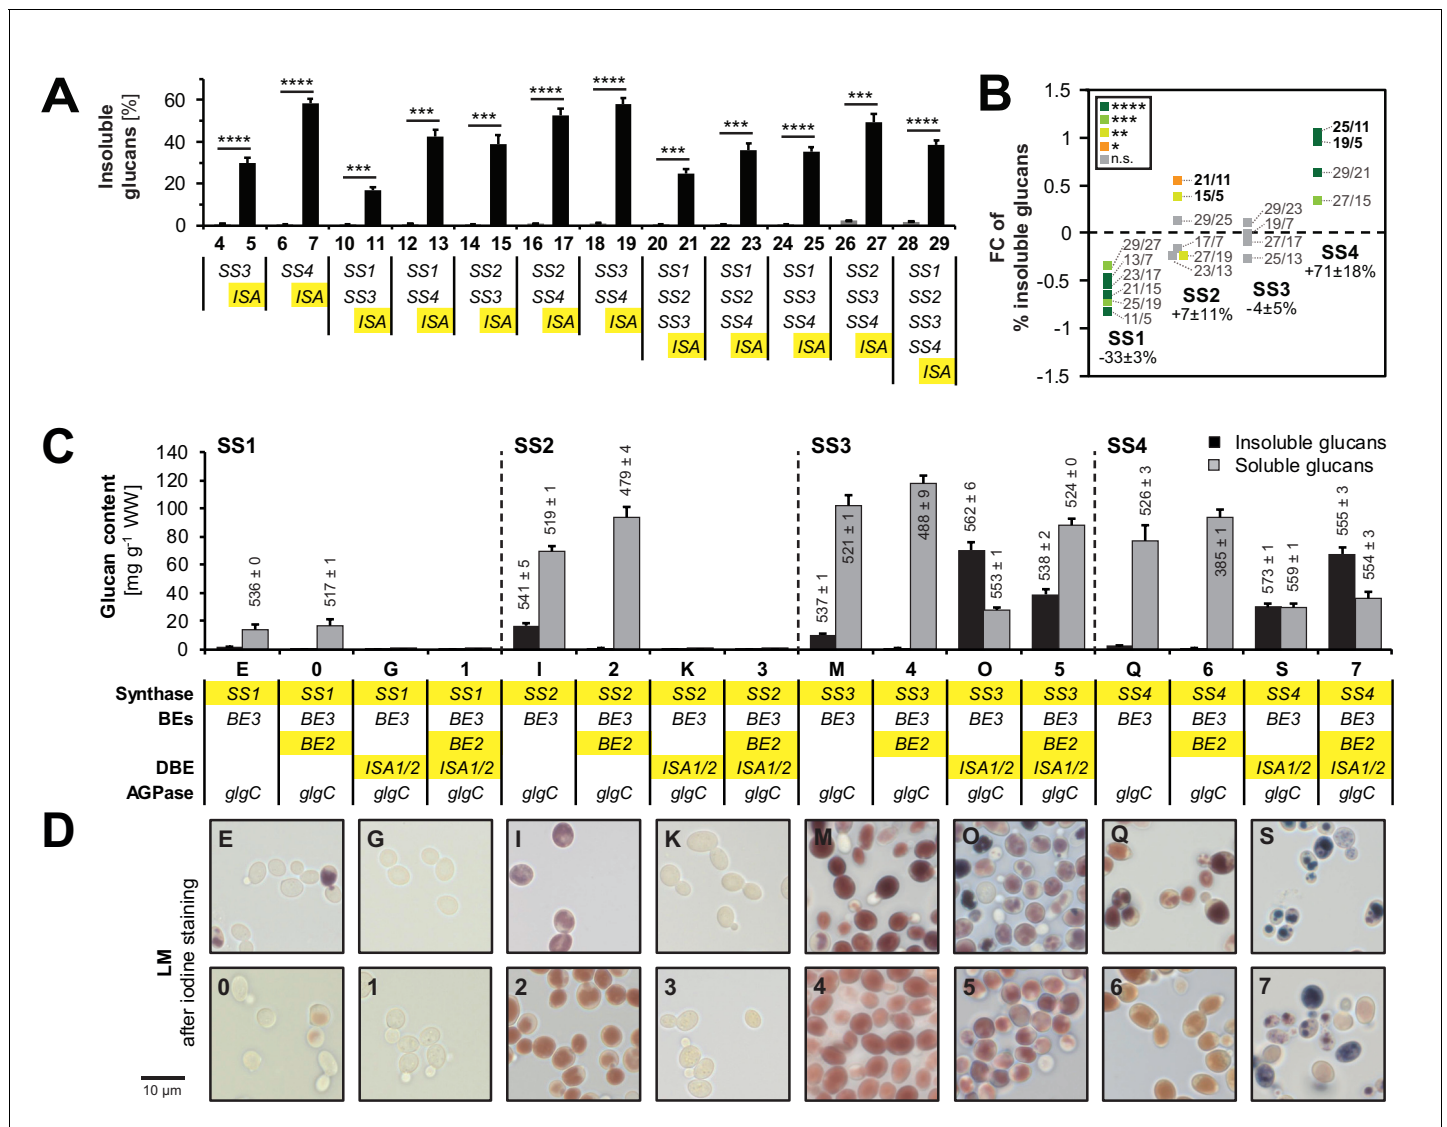 A
Insoluble
glucans [%]
60
40
20
0
**** **** *** *** *** **** **** *** *** **** *** ****
4 5 6 7 10 11 12 13 14 15 16 17 18 19 20 21 22 23 24 25 26 27 28 29
SS3 SS4 SS1 SS1 SS2 SS2 SS3 SS1 SS1 SS1 SS2 SS1
ISA ISA SS3 SS4 SS3 SS4 SS4 SS2 SS2 SS3 SS3 SS2
ISA ISA ISA ISA ISA SS3 SS4 SS4 SS4 SS3
ISA ISA ISA ISA SS4
ISA
B
FC of
% insoluble glucans
1.5
1
0.5
0
-0.5
-1
-1.5
****
***
**
*
n.s.
29/27
13/7
23/17
21/15
25/19
11/5
SS1
-33±3%
21/11
15/5
29/25
17/7
27/19
23/13
SS2
+7±11%
29/23
19/7
27/17
25/13
SS3
-4±5%
25/11
19/5
29/21
27/15
SS4
+71±18%
C
Glucan content
[mg g-1 WW]
140
120
100
80
60
40
20
0
SS1 SS2 SS3 SS4
Insoluble glucans
Soluble glucans
536 ± 0
517 ± 1
541 ± 5
519 ± 1
479 ± 4
537 ± 1
521 ± 1
488 ± 9
562 ± 6
553 ± 1
538 ± 2
524 ± 0
526 ± 3
385 ± 1
573 ± 1
559 ± 1
555 ± 3
554 ± 3
E 0 G 1 I 2 K 3 M 4 O 5 Q 6 S 7
Synthase SS1 SS1 SS1 SS1 SS2 SS2 SS2 SS2 SS3 SS3 SS3 SS3 SS4 SS4 SS4 SS4
BEs BE3 BE3 BE3 BE3 BE3 BE3 BE3 BE3 BE3 BE3 BE3 BE3 BE3 BE3 BE3 BE3
BE2 BE2 BE2 BE2 BE2 BE2 BE2 BE2
DBE ISA1/2 ISA1/2 ISA1/2 ISA1/2 ISA1/2 ISA1/2 ISA1/2 ISA1/2
AGPase glgC glgC glgC glgC glgC glgC glgC glgC glgC glgC glgC glgC glgC glgC glgC glgC
D
LM
after iodine staining
E G I K M O Q S
0 1 2 3 4 5 6 7
10 µm